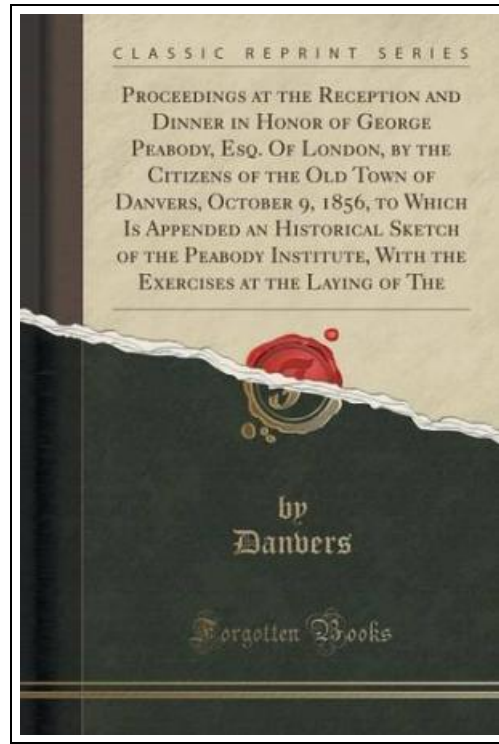 CLASSIC REPRINT SERIES
PROCEEDINGS AT THE RECEPTION AND
DINNER IN HONOR OF GEORGE
PEABODY, ESQ. OF LONDON, BY THE
CITIZENS OF THE OLD TOWN OF
DANVERS, OCTOBER 9, 1856, TO WHICH
IS APPENDED AN HISTORICAL SKETCH
OF THE PEABODY INSTITUTE, WITH THE
EXERCISES AT THE LAYING OF THE
by
Danvers
Forgotten Books